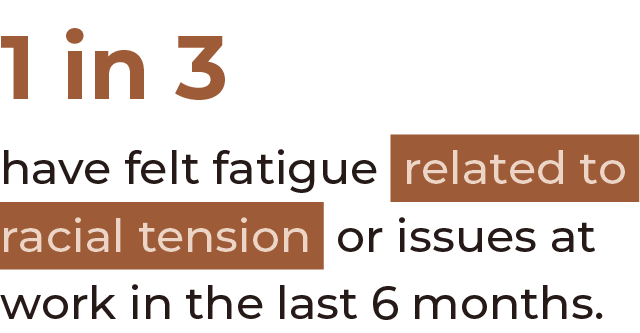 1 in 3
have felt fatigue related to
racial tension or issues at
work in the last 6 months.